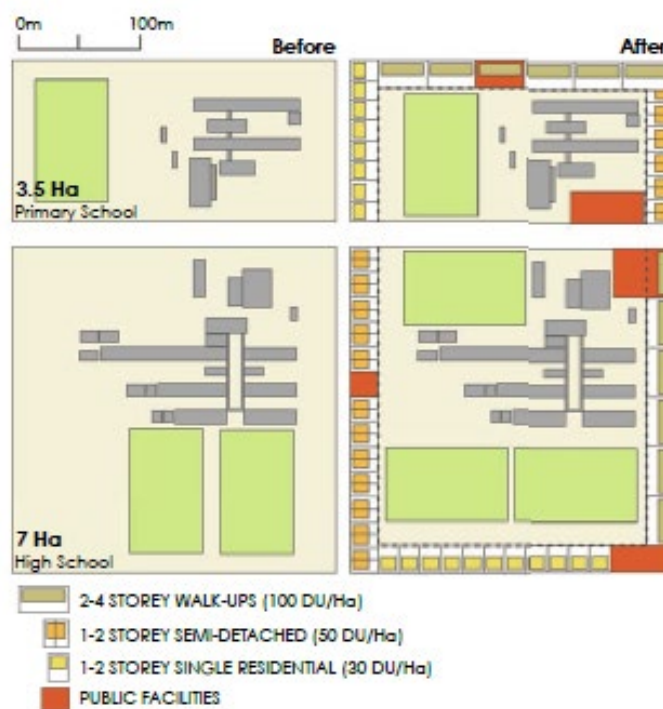 0m 100m
Before
After
3.5 Ha
Primary School
7 Ha
High School
2-4 STOREY WALK-UPS (100 DU/Ha)
1-2 STOREY SEMI-DETACHED (50 DU/Ha)
1-2 STOREY SINGLE RESIDENTIAL (30 DU/Ha)
PUBLIC FACILITIES